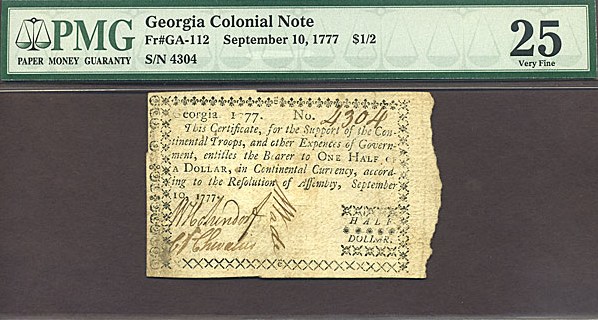 PMG
PAPER MONEY GUARANTY
Georgia Colonial Note
Fr#GA-112 September 10, 1777 $1/2
S/N 4304
25
Very Fine
eorgia 1777. No. 4304
This Certificate, for the Support of the Con-
tinental Troops, and other Expences of Govern-
ment, entitles the Bearer to ONE HALF O
A DOLLAR, in Continental Currency, accord-
ing to the Resolution of Assembly, September
10, 1777.
HALF
DOLLAR.